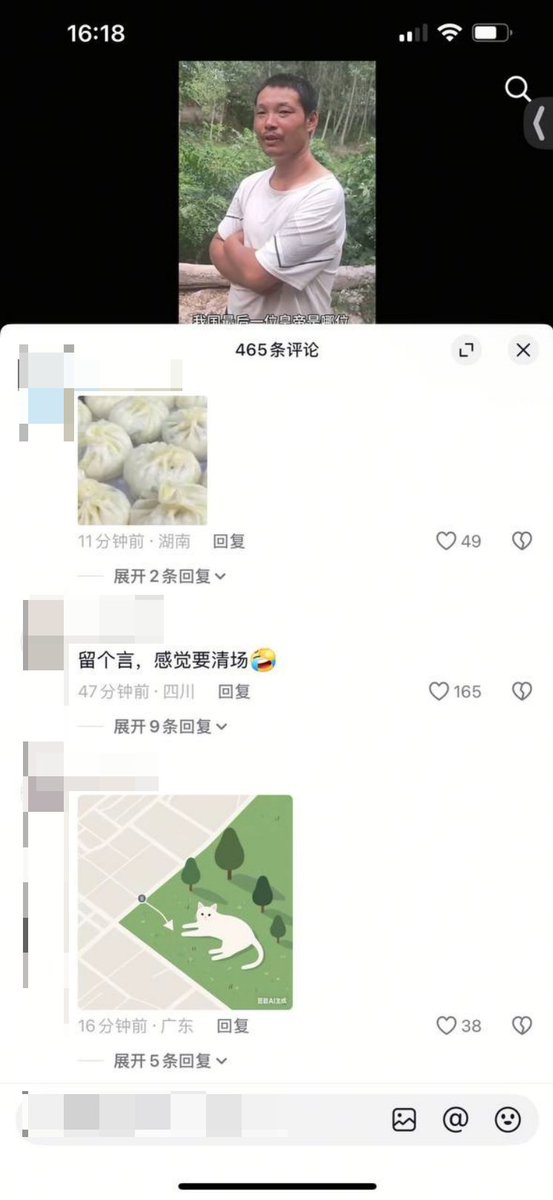 16:18
我国最后一位皇帝是哪位
465条评论
11分钟前 · 湖南 回复
49
展开2条回复
留个言，感觉要清场🤣
47分钟前 · 四川 回复
165
展开9条回复
豆包AI生成
16分钟前 · 广东 回复
38
展开5条回复